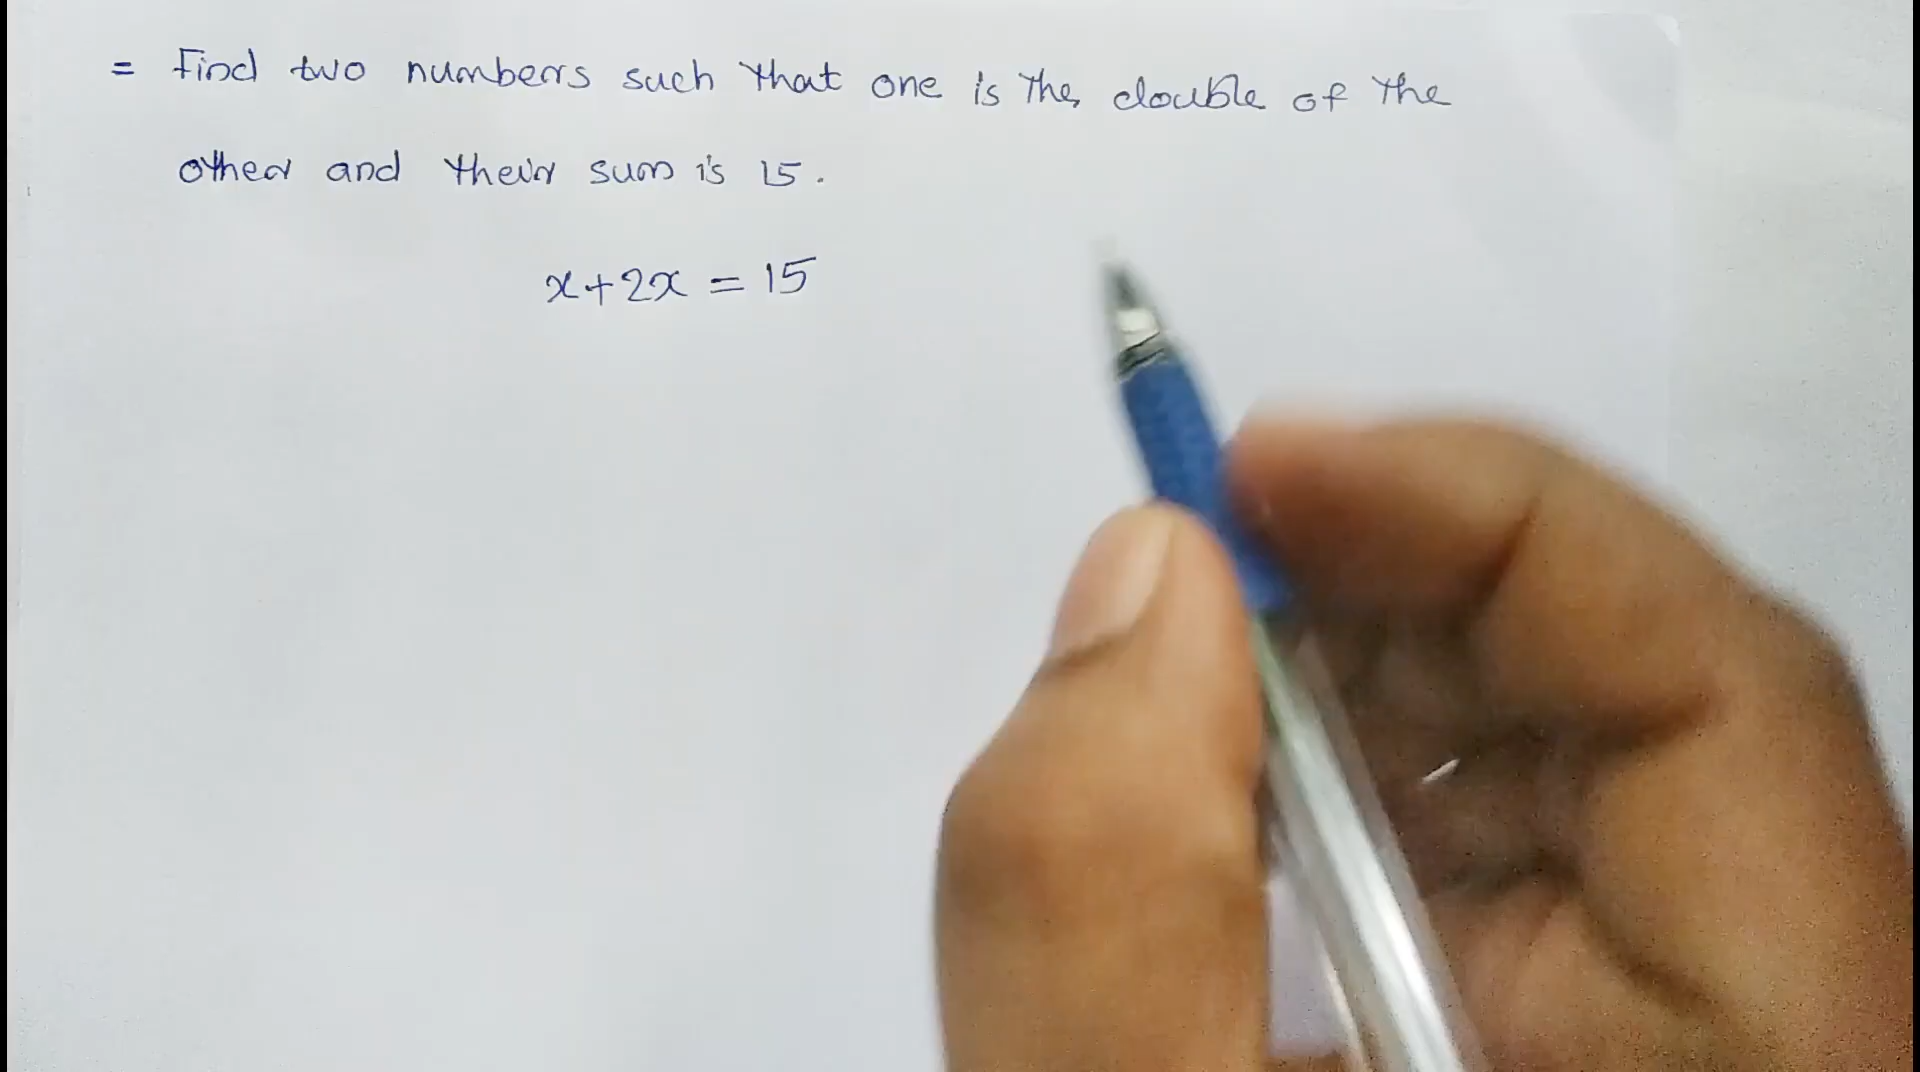 = Find two numbers such that one is the double of the
other and their sum is 15.
x+2x = 15